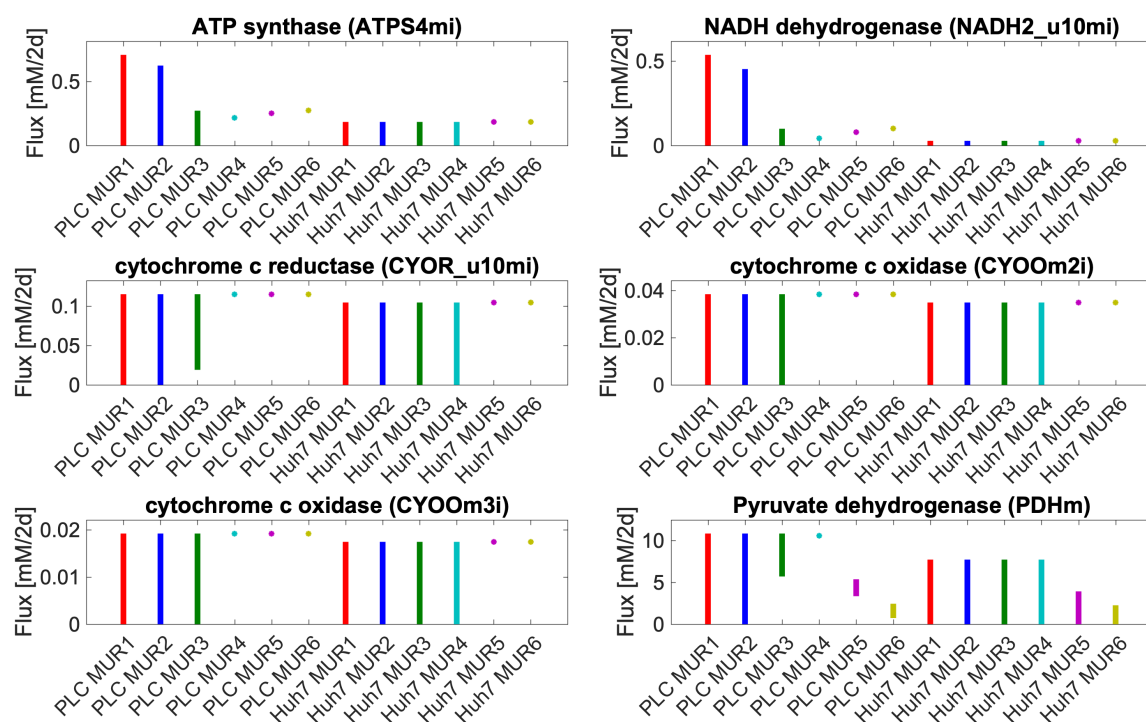 ATP synthase (ATPS4mi)
Flux [mM/2d]
0.5
0
PLC MUR1
PLC MUR2
PLC MUR3
PLC MUR4
PLC MUR5
PLC MUR6
Huh7 MUR1
Huh7 MUR2
Huh7 MUR3
Huh7 MUR4
Huh7 MUR5
Huh7 MUR6
NADH dehydrogenase (NADH2_u10mi)
Flux [mM/2d]
0.5
0
PLC MUR1
PLC MUR2
PLC MUR3
PLC MUR4
PLC MUR5
PLC MUR6
Huh7 MUR1
Huh7 MUR2
Huh7 MUR3
Huh7 MUR4
Huh7 MUR5
Huh7 MUR6
cytochrome c reductase (CYOR_u10mi)
Flux [mM/2d]
0.1
0.05
0
PLC MUR1
PLC MUR2
PLC MUR3
PLC MUR4
PLC MUR5
PLC MUR6
Huh7 MUR1
Huh7 MUR2
Huh7 MUR3
Huh7 MUR4
Huh7 MUR5
Huh7 MUR6
cytochrome c oxidase (CYOOm2i)
Flux [mM/2d]
0.04
0.02
0
PLC MUR1
PLC MUR2
PLC MUR3
PLC MUR4
PLC MUR5
PLC MUR6
Huh7 MUR1
Huh7 MUR2
Huh7 MUR3
Huh7 MUR4
Huh7 MUR5
Huh7 MUR6
cytochrome c oxidase (CYOOm3i)
Flux [mM/2d]
0.02
0.01
0
PLC MUR1
PLC MUR2
PLC MUR3
PLC MUR4
PLC MUR5
PLC MUR6
Huh7 MUR1
Huh7 MUR2
Huh7 MUR3
Huh7 MUR4
Huh7 MUR5
Huh7 MUR6
Pyruvate dehydrogenase (PDHm)
Flux [mM/2d]
10
5
0
PLC MUR1
PLC MUR2
PLC MUR3
PLC MUR4
PLC MUR5
PLC MUR6
Huh7 MUR1
Huh7 MUR2
Huh7 MUR3
Huh7 MUR4
Huh7 MUR5
Huh7 MUR6